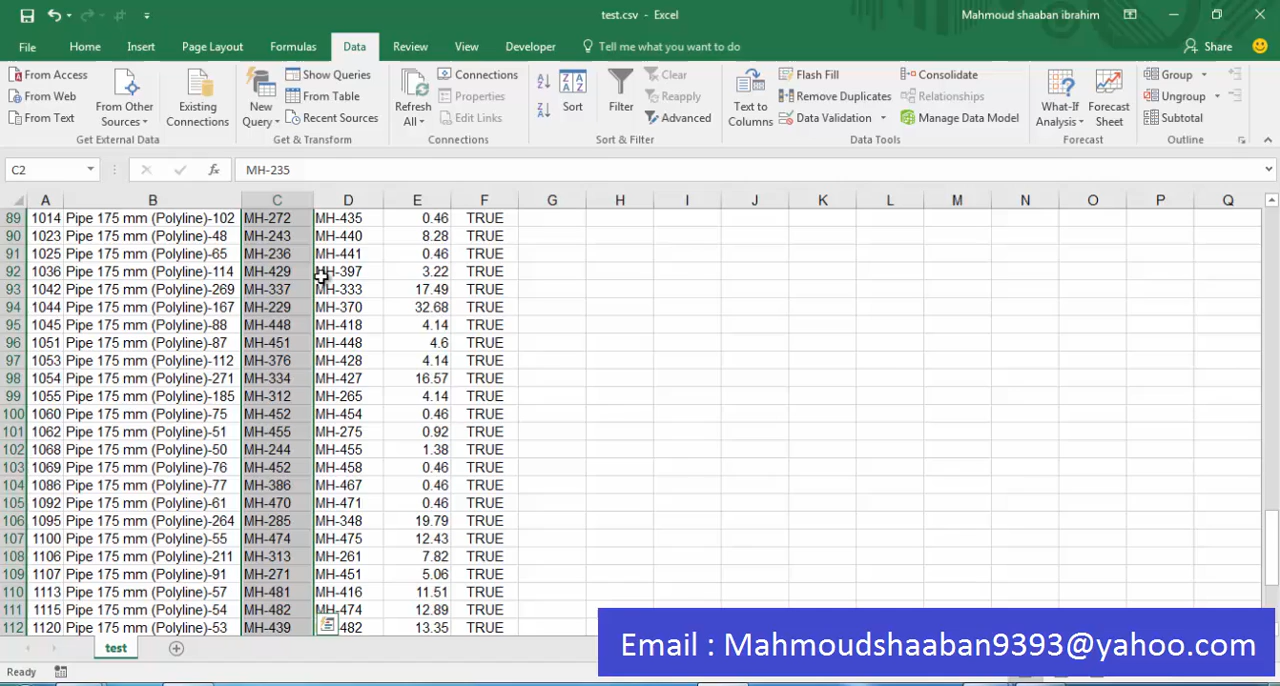 test.csv - Excel
Mahmoud shaaban ibrahim
File Home Insert Page Layout Formulas Data Review View Developer Tell me what you want to do Share
From Access
From Web
From Text
From Other Sources
Existing Connections
Get External Data
New Query
Show Queries
From Table
Recent Sources
Get & Transform
Refresh All
Connections
Properties
Edit Links
Connections
Sort
Filter
Clear
Reapply
Advanced
Sort & Filter
Text to Columns
Flash Fill
Remove Duplicates
Data Validation
Consolidate
Relationships
Manage Data Model
Data Tools
What-If Analysis
Forecast Sheet
Forecast
Group
Ungroup
Subtotal
Outline
C2 fx MH-235
A B C D E F G H I J K L M N O P Q
89 1014 Pipe 175 mm (Polyline)-102 MH-272 MH-435 0.46 TRUE
90 1023 Pipe 175 mm (Polyline)-48 MH-243 MH-440 8.28 TRUE
91 1025 Pipe 175 mm (Polyline)-65 MH-236 MH-441 0.46 TRUE
92 1036 Pipe 175 mm (Polyline)-114 MH-429 MH-397 3.22 TRUE
93 1042 Pipe 175 mm (Polyline)-269 MH-337 MH-333 17.49 TRUE
94 1044 Pipe 175 mm (Polyline)-167 MH-229 MH-370 32.68 TRUE
95 1045 Pipe 175 mm (Polyline)-88 MH-448 MH-418 4.14 TRUE
96 1051 Pipe 175 mm (Polyline)-87 MH-451 MH-448 4.6 TRUE
97 1053 Pipe 175 mm (Polyline)-112 MH-376 MH-428 4.14 TRUE
98 1054 Pipe 175 mm (Polyline)-271 MH-334 MH-427 16.57 TRUE
99 1055 Pipe 175 mm (Polyline)-185 MH-312 MH-265 4.14 TRUE
100 1060 Pipe 175 mm (Polyline)-75 MH-452 MH-454 0.46 TRUE
101 1062 Pipe 175 mm (Polyline)-51 MH-455 MH-275 0.92 TRUE
102 1068 Pipe 175 mm (Polyline)-50 MH-244 MH-455 1.38 TRUE
103 1069 Pipe 175 mm (Polyline)-76 MH-452 MH-458 0.46 TRUE
104 1086 Pipe 175 mm (Polyline)-77 MH-386 MH-467 0.46 TRUE
105 1092 Pipe 175 mm (Polyline)-61 MH-470 MH-471 0.46 TRUE
106 1095 Pipe 175 mm (Polyline)-264 MH-285 MH-348 19.79 TRUE
107 1100 Pipe 175 mm (Polyline)-55 MH-474 MH-475 12.43 TRUE
108 1106 Pipe 175 mm (Polyline)-211 MH-313 MH-261 7.82 TRUE
109 1107 Pipe 175 mm (Polyline)-91 MH-271 MH-451 5.06 TRUE
110 1113 Pipe 175 mm (Polyline)-57 MH-481 MH-416 11.51 TRUE
111 1115 Pipe 175 mm (Polyline)-54 MH-482 MH-474 12.89 TRUE
112 1120 Pipe 175 mm (Polyline)-53 MH-439 482 13.35 TRUE
Email : Mahmoudshaaban9393@yahoo.com
test
Ready